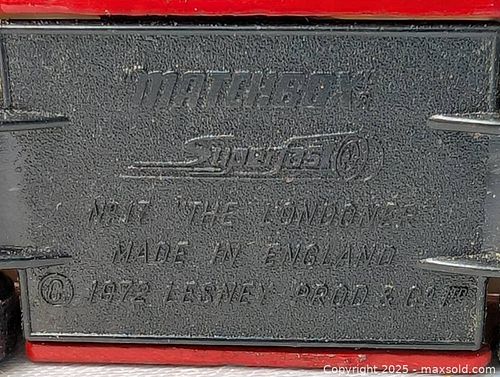 "MATCHBOX"
Superfast
No. 17 "THE LONDONER"
MADE IN ENGLAND
© 1972 LESNEY PROD & CO LTD
Copyright © 2025 - maxsold.com